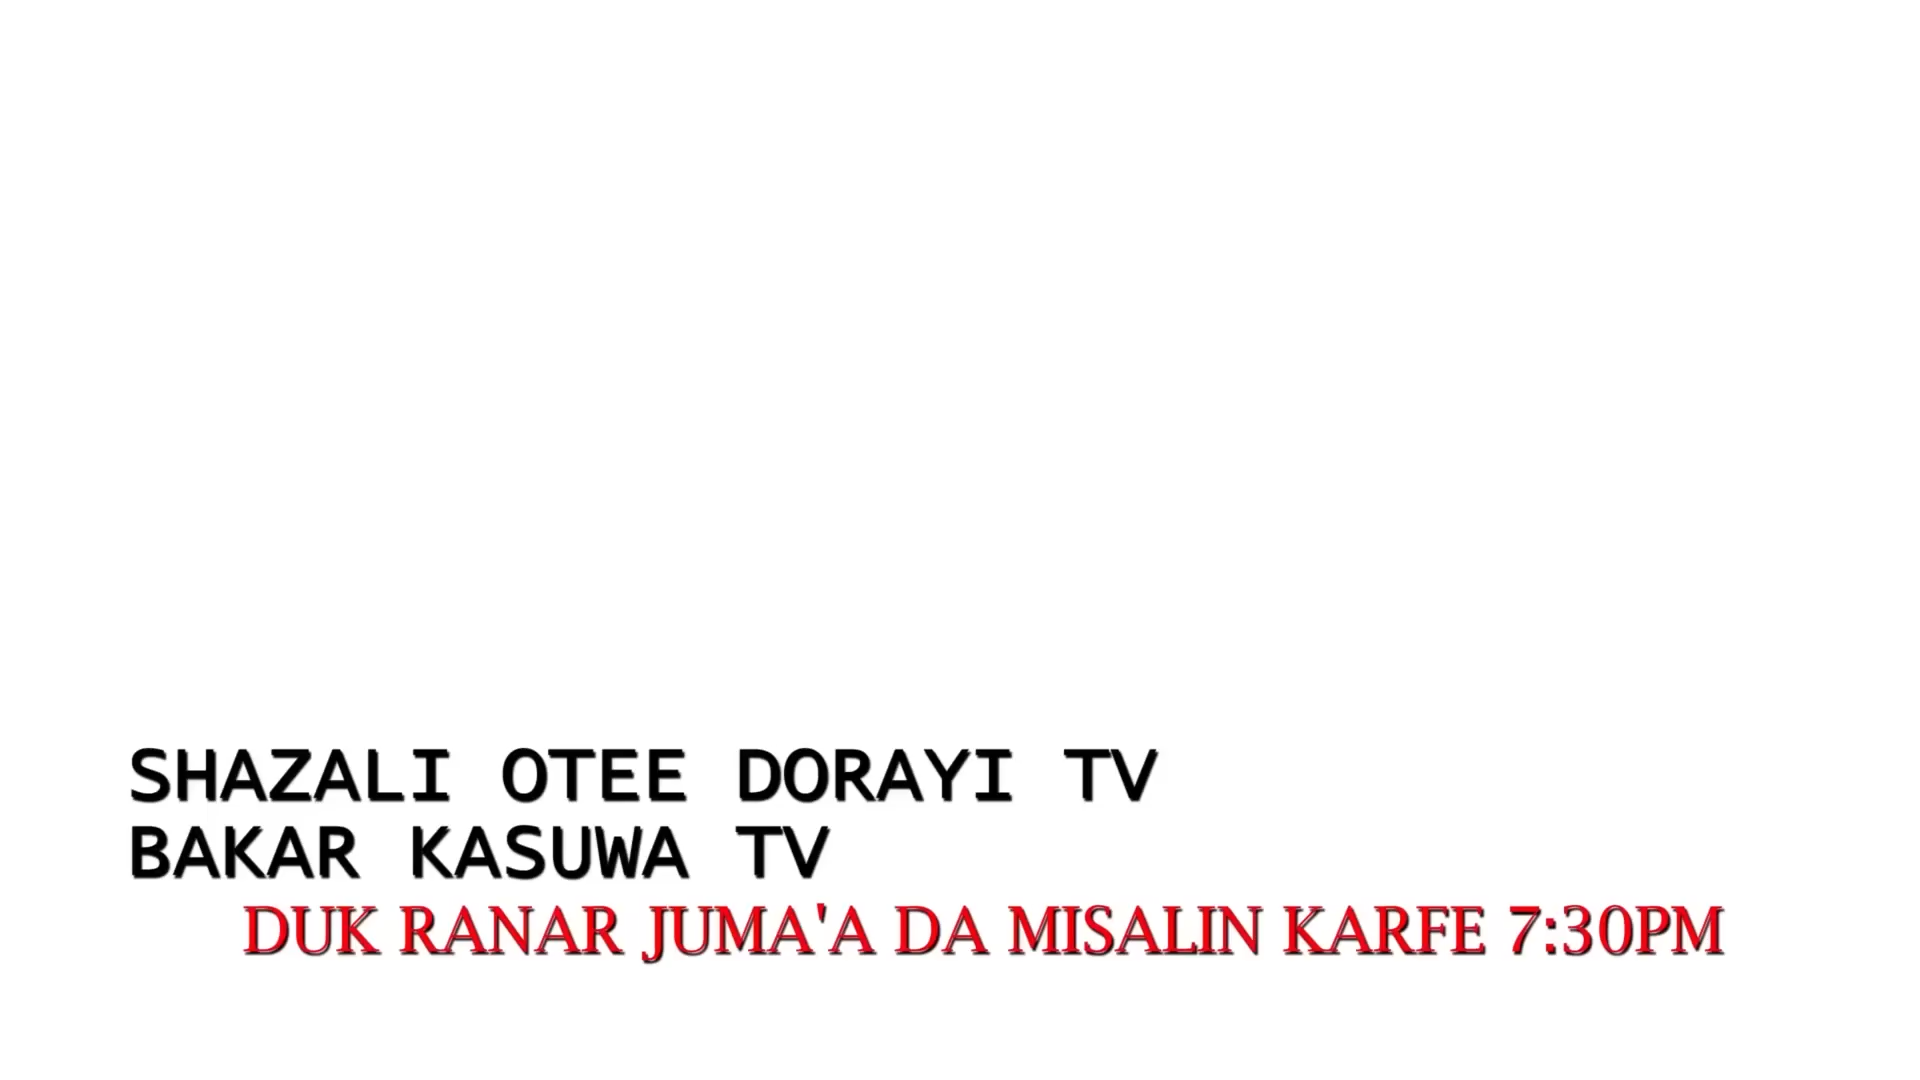 SHAZALI OTEE DORAYI TV
BAKAR KASUWA TV
DUK RANAR JUMA'A DA MISALIN KARFE 7:30PM